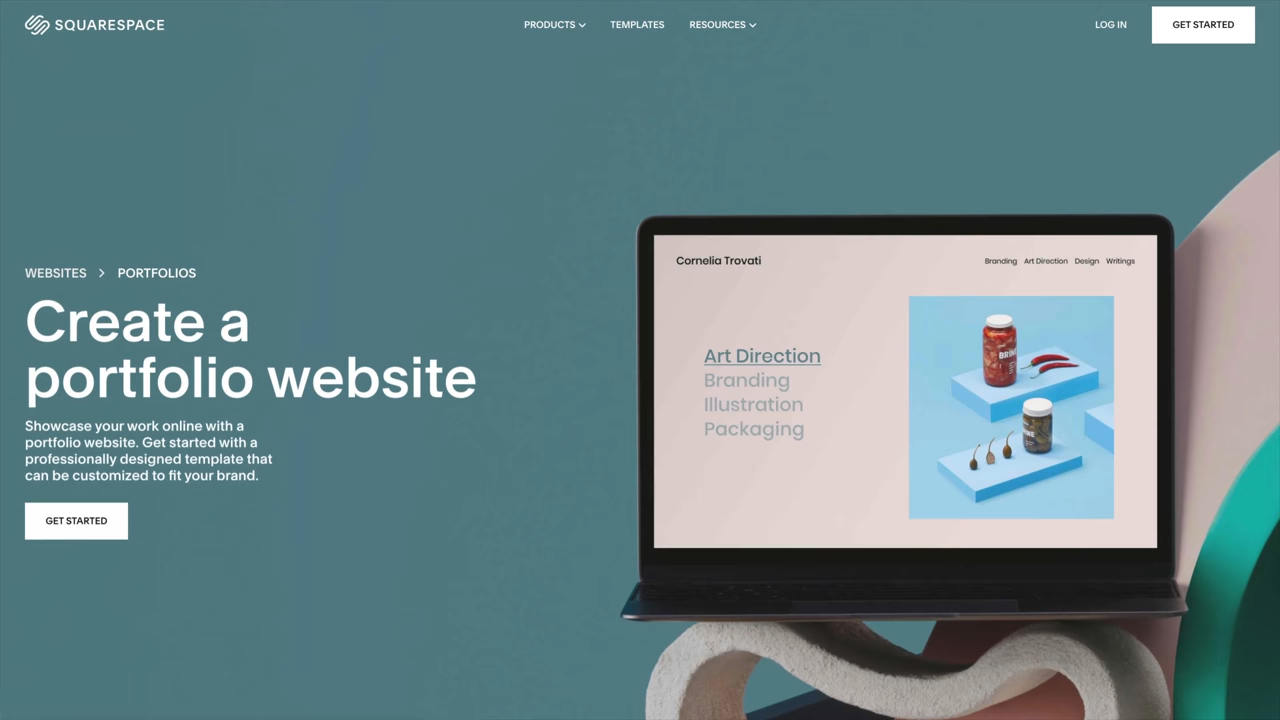 SQUARESPACE
PRODUCTS
TEMPLATES
RESOURCES
LOG IN
GET STARTED
WEBSITES > PORTFOLIOS
Create a
portfolio website
Showcase your work online with a
portfolio website. Get started with a
professionally designed template that
can be customized to fit your brand.
GET STARTED
Cornelia Trovati
Branding Art Direction Design Writings
Art Direction
Branding
Illustration
Packaging